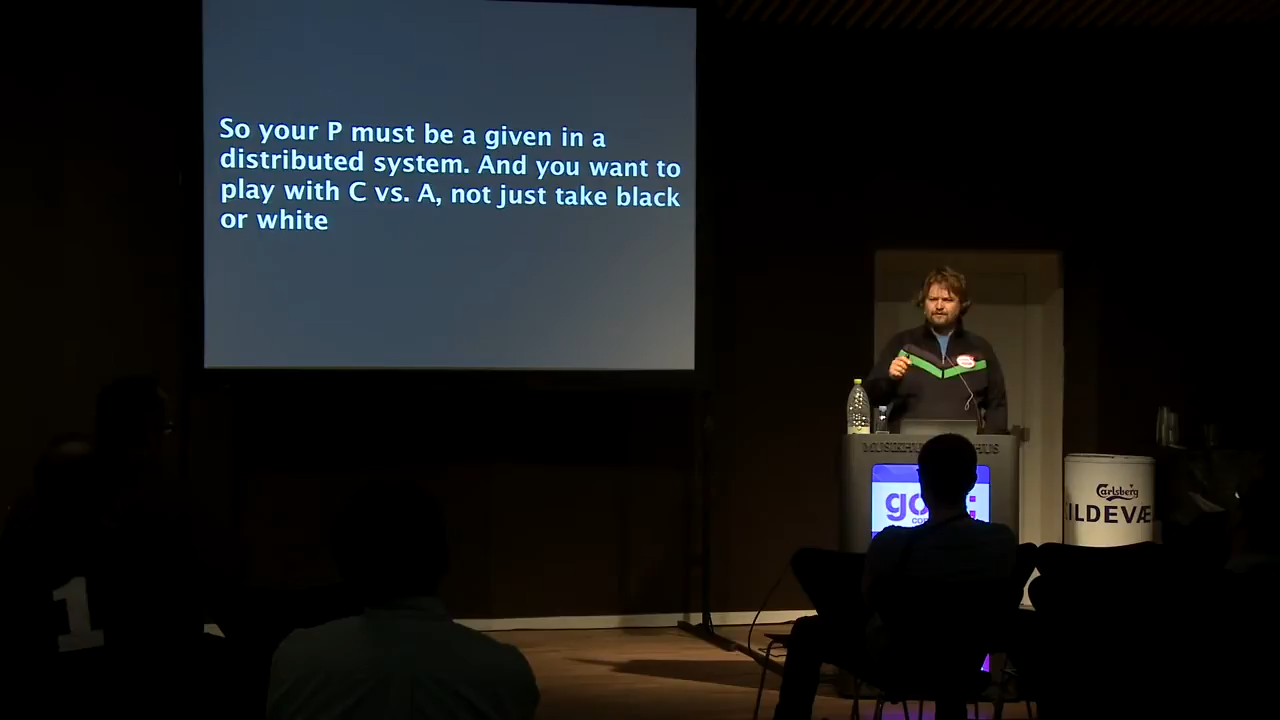 So your P must be a given in a
distributed system. And you want to
play with C vs. A, not just take black
or white
Carlsberg
1